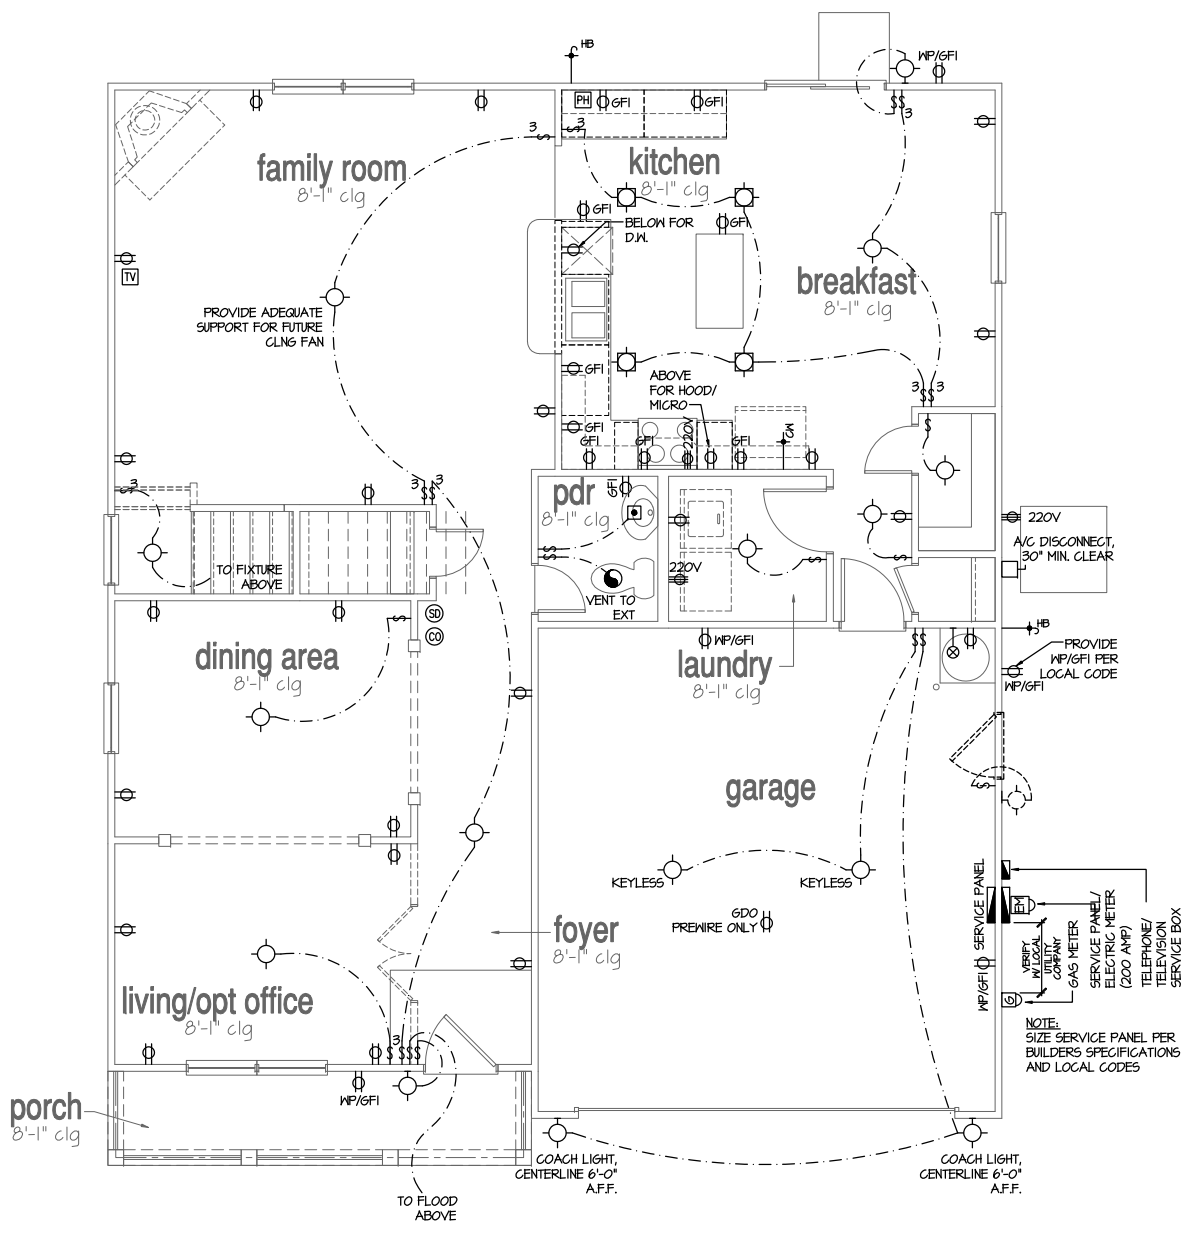 HB
WP/GFI
PH
GFI
GFI
3
3
3
family room
8'-1" clg
kitchen
8'-1" clg
GFI
BELOW FOR
D.W.
GFI
TV
breakfast
8'-1" clg
PROVIDE ADEQUATE
SUPPORT FOR FUTURE
CLNG FAN
GFI
ABOVE
FOR HOOD/
MICRO
3
3
GFI
GFI
GFI
220V
GFI
CW
3
3
3
pdr
8'-1" clg
GFI
220V
A/C DISCONNECT,
30" MIN. CLEAR
TO FIXTURE
ABOVE
220V
VENT TO
EXT
SD
CO
HB
WP/GFI
PROVIDE
WP/GFI PER
LOCAL CODE
WP/GFI
dining area
8'-1" clg
laundry
8'-1" clg
garage
KEYLESS
KEYLESS
GDO
PREWIRE ONLY
foyer
8'-1" clg
SERVICE PANEL
EM
VERIFY
W/ LOCAL
UTILITY
COMPANY
GAS METER
SERVICE PANEL/
ELECTRIC METER
(200 AMP)
TELEPHONE/
TELEVISION
SERVICE BOX
WP/GFI
G
living/opt office
8'-1" clg
3
NOTE:
SIZE SERVICE PANEL PER
BUILDERS SPECIFICATIONS
AND LOCAL CODES
WP/GFI
porch
8'-1" clg
COACH LIGHT,
CENTERLINE 6'-0"
A.F.F.
COACH LIGHT,
CENTERLINE 6'-0"
A.F.F.
TO FLOOD
ABOVE